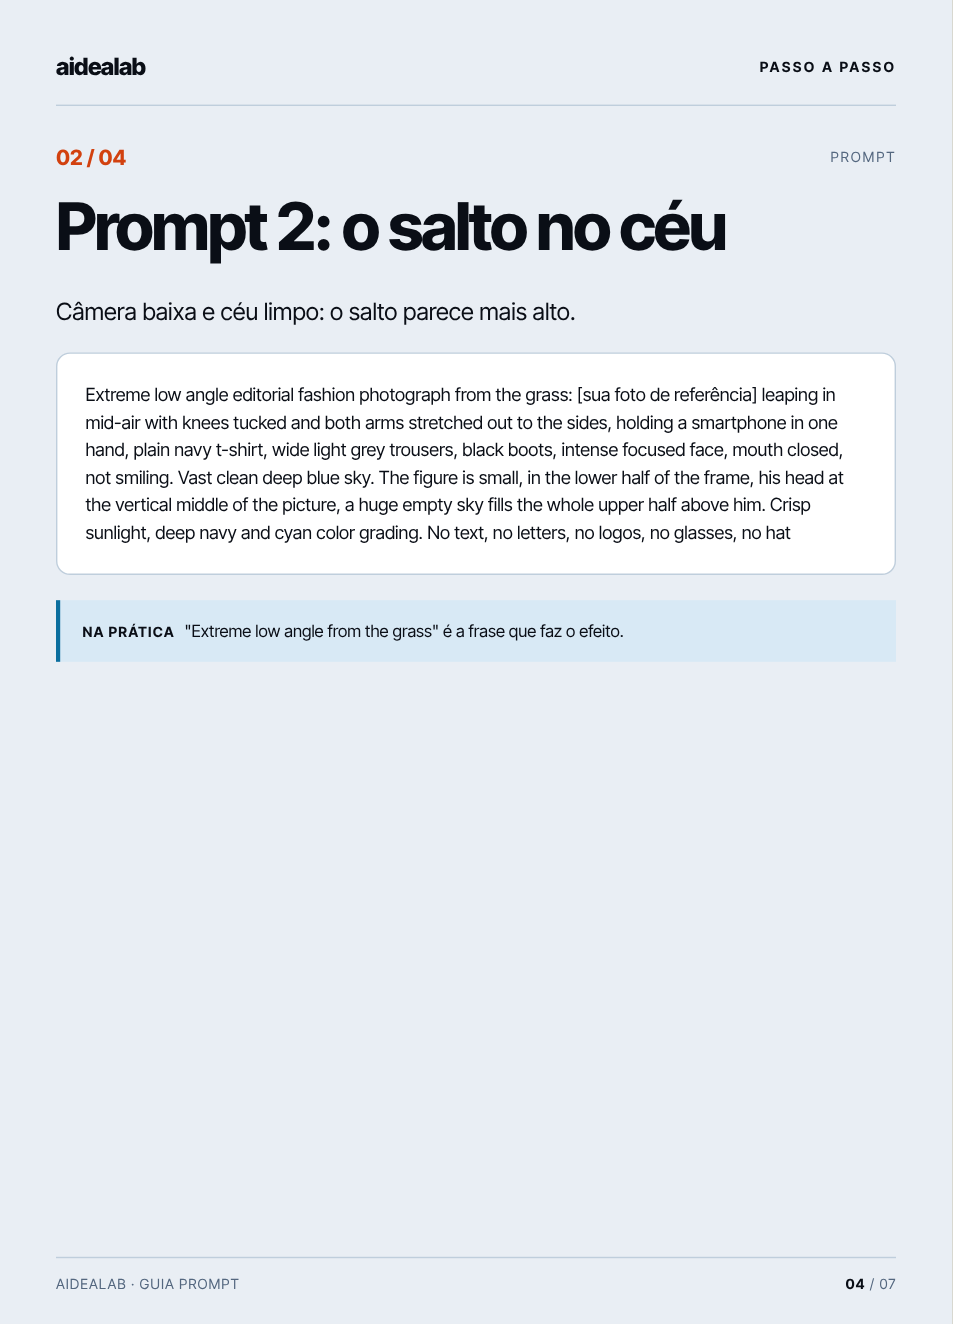 aidealab
PASSO A PASSO
02 / 04
PROMPT
Prompt 2: o salto no céu
Câmera baixa e céu limpo: o salto parece mais alto.
Extreme low angle editorial fashion photograph from the grass: [sua foto de referência] leaping in
mid-air with knees tucked and both arms stretched out to the sides, holding a smartphone in one
hand, plain navy t-shirt, wide light grey trousers, black boots, intense focused face, mouth closed,
not smiling. Vast clean deep blue sky. The figure is small, in the lower half of the frame, his head at
the vertical middle of the picture, a huge empty sky fills the whole upper half above him. Crisp
sunlight, deep navy and cyan color grading. No text, no letters, no logos, no glasses, no hat
NA PRÁTICA "Extreme low angle from the grass" é a frase que faz o efeito.
AIDEALAB · GUIA PROMPT
04 / 07